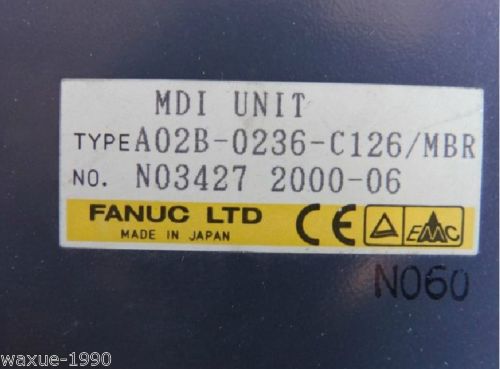 MDI UNIT
TYPE A02B-0236-C126/MBR
NO. N03427 2000-06
FANUC LTD
MADE IN JAPAN
CE
EMC
N060
waxue-1990